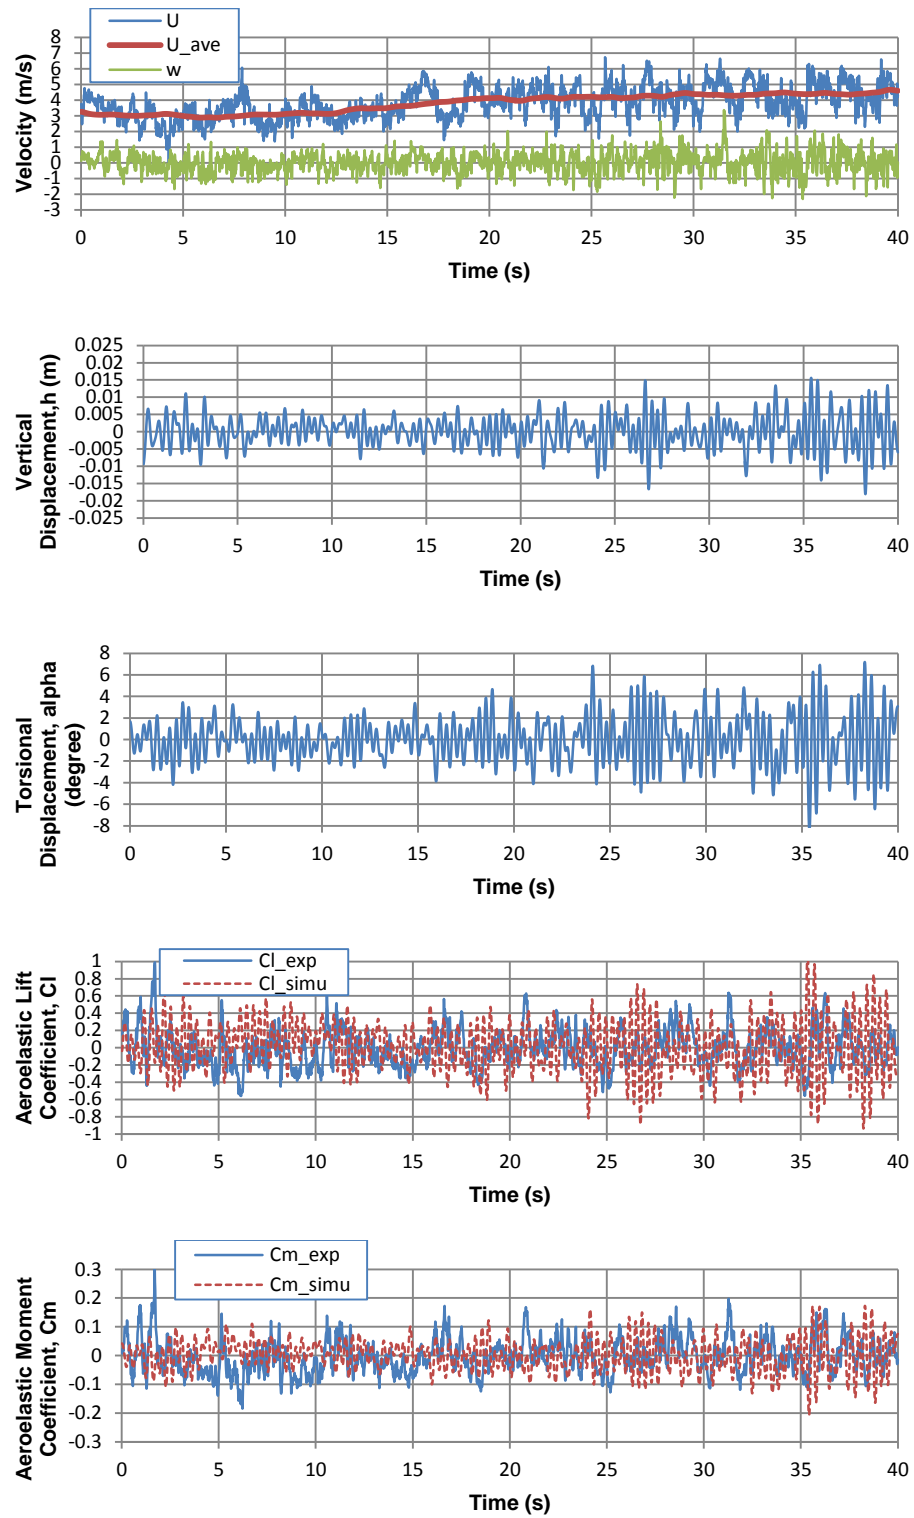 U
U_ave
w
Velocity (m/s)
8
7
6
5
4
3
2
1
0
-1
-2
-3
0 5 10 15 20 25 30 35 40
Time (s)
Vertical
Displacement,h (m)
0.025
0.015
0.005
0
-0.005
-0.01
-0.015
-0.025
0 5 10 15 20 25 30 35 40
Time (s)
Torsional
Displacement, alpha
(degree)
8
6
4
2
0
-2
-4
-6
-8
0 5 10 15 20 25 30 35 40
Time (s)
Cl_exp
Cl_simu
Aeroelastic Lift
Coefficient, Cl
1
0.8
0.6
0.4
0.2
0
-0.2
-0.4
-0.6
-0.8
-1
0 5 10 15 20 25 30 35 40
Time (s)
Cm_exp
Cm_simu
Aeroelastic Moment
Coefficient, Cm
0.3
0.2
0.1
0
-0.1
-0.2
-0.3
0 5 10 15 20 25 30 35 40
Time (s)